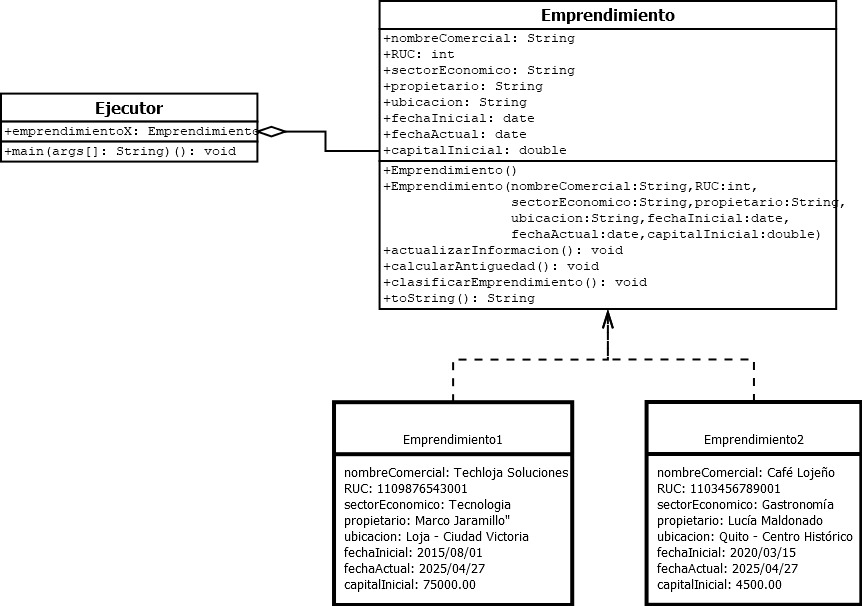 Emprendimiento
+nombreComercial: String
+RUC: int
+sectorEconomico: String
+propietario: String
+ubicacion: String
+fechaInicial: date
+fechaActual: date
+capitalInicial: double
+Emprendimiento()
+Emprendimiento(nombreComercial:String,RUC:int,
sectorEconomico:String,propietario:String,
ubicacion:String,fechaInicial:date,
fechaActual:date,capitalInicial:double)
+actualizarInformacion(): void
+calcularAntiguedad(): void
+clasificarEmprendimiento(): void
+toString(): String
Ejecutor
+emprendimientoX: Emprendimiento
+main(args[]: String)(): void
Emprendimiento1
nombreComercial: Techloja Soluciones
RUC: 1109876543001
sectorEconomico: Tecnologia
propietario: Marco Jaramillo"
ubicacion: Loja - Ciudad Victoria
fechaInicial: 2015/08/01
fechaActual: 2025/04/27
capitalInicial: 75000.00
Emprendimiento2
nombreComercial: Café Lojeño
RUC: 1103456789001
sectorEconomico: Gastronomía
propietario: Lucía Maldonado
ubicacion: Quito - Centro Histórico
fechaInicial: 2020/03/15
fechaActual: 2025/04/27
capitalInicial: 4500.00